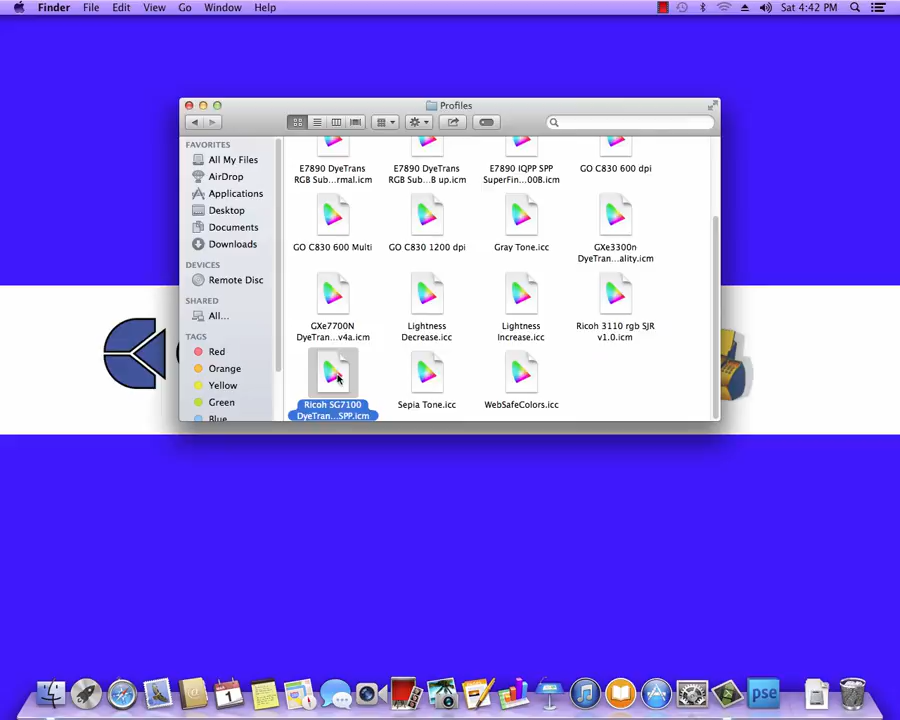 Finder File Edit View Go Window Help Sat 4:42 PM
Profiles
FAVORITES
All My Files
AirDrop
Applications
Desktop
Documents
Downloads
DEVICES
Remote Disc
SHARED
All...
TAGS
Red
Orange
Yellow
Green
Blue
E7890 DyeTrans
RGB Sub...rmal.icm
E7890 DyeTrans
RGB Sub...B up.icm
E7890 IQPP SPP
SuperFin...00B.icm
GO C830 600 dpi
GO C830 600 Multi
GO C830 1200 dpi
Gray Tone.icc
GXe3300n
DyeTran...ality.icm
GXe7700N
DyeTran...v4a.icm
Lightness
Decrease.icc
Lightness
Increase.icc
Ricoh 3110 rgb SJR
v1.0.icm
Ricoh SG7100
DyeTran...SPP.icm
Sepia Tone.icc
WebSafeColors.icc
1
pse